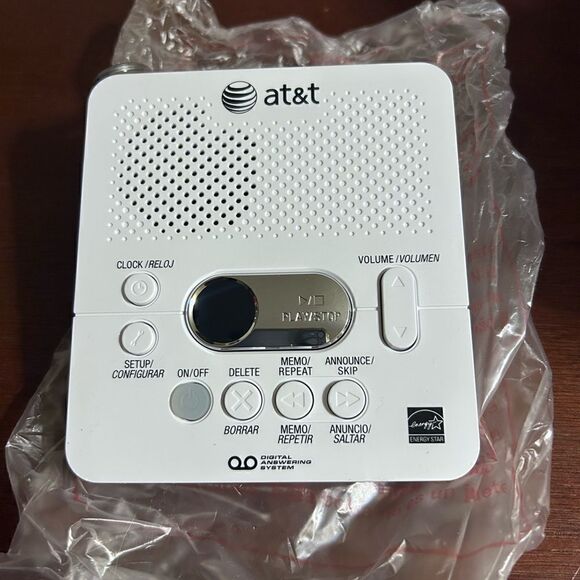 at&t
CLOCK /RELOJ
VOLUME /VOLUMEN
PLAY/STOP
SETUP/
CONFIGURAR
ON/OFF
DELETE
BORRAR
MEMO/
REPEAT
MEMO/
REPETIR
ANNOUNCE/
SKIP
ANUNCIO/
SALTAR
energy
ENERGY STAR
DIGITAL
ANSWERING
SYSTEM